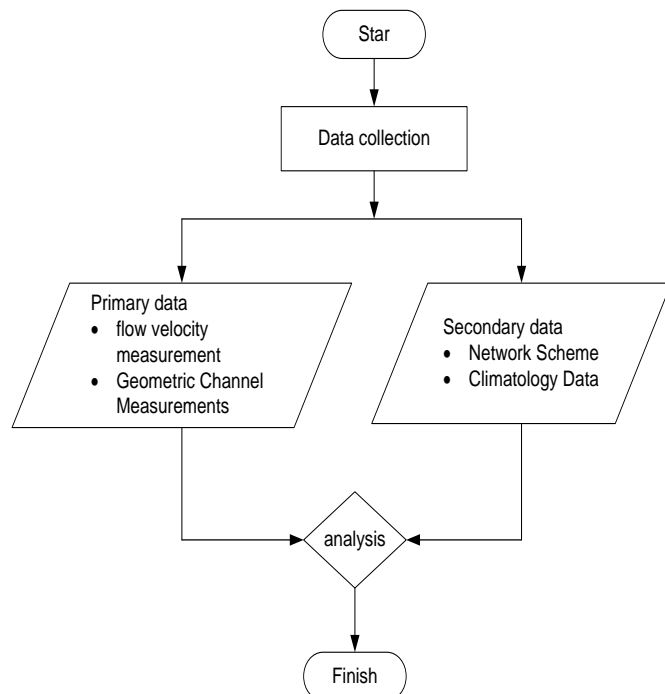 Star
Data collection
Primary data
• flow velocity
measurement
• Geometric Channel
Measurements
Secondary data
• Network Scheme
• Climatology Data
analysis
Finish